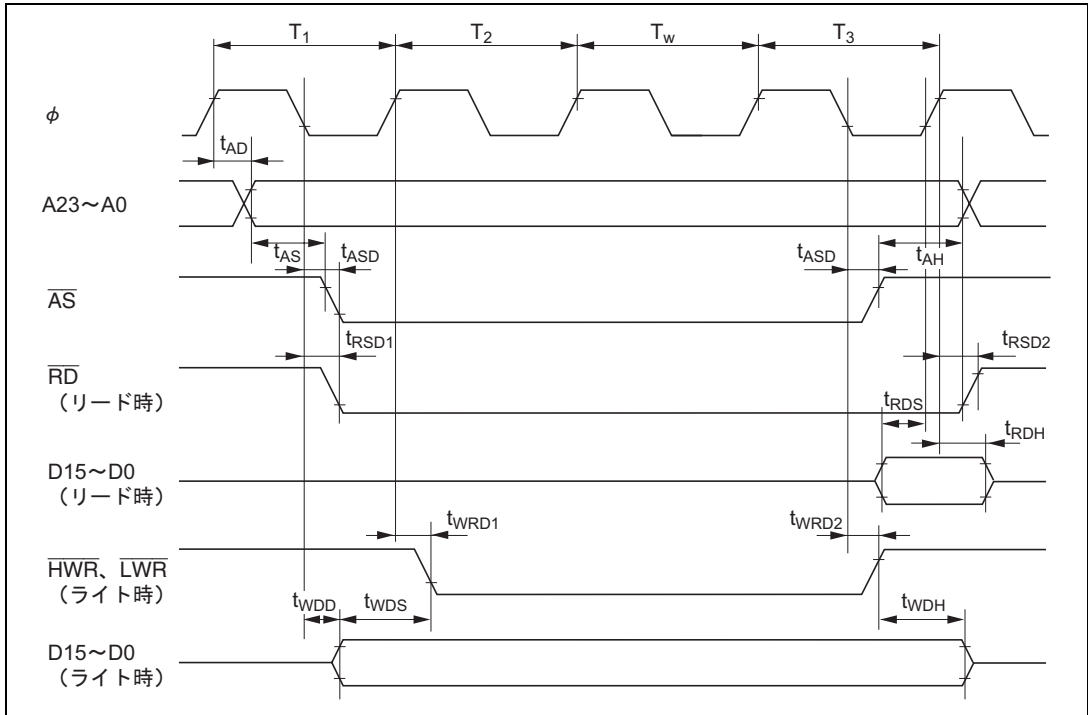 T1 T2 Tw T3
φ
tAD
A23～A0
tAS tASD tASD tAH
AS
tRSD1 tRSD2
RD
（リード時）
tRDS
tRDH
D15～D0
（リード時）
tWRD1 tWRD2
HWR、LWR
（ライト時）
tWDD tWDS tWDH
D15～D0
（ライト時）